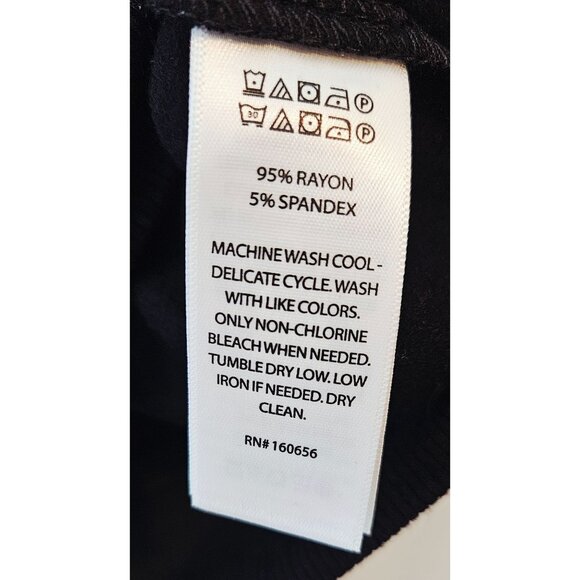 P
30 P
95% RAYON
5% SPANDEX
MACHINE WASH COOL -
DELICATE CYCLE. WASH
WITH LIKE COLORS.
ONLY NON-CHLORINE
BLEACH WHEN NEEDED.
TUMBLE DRY LOW. LOW
IRON IF NEEDED. DRY
CLEAN.
RN# 160656